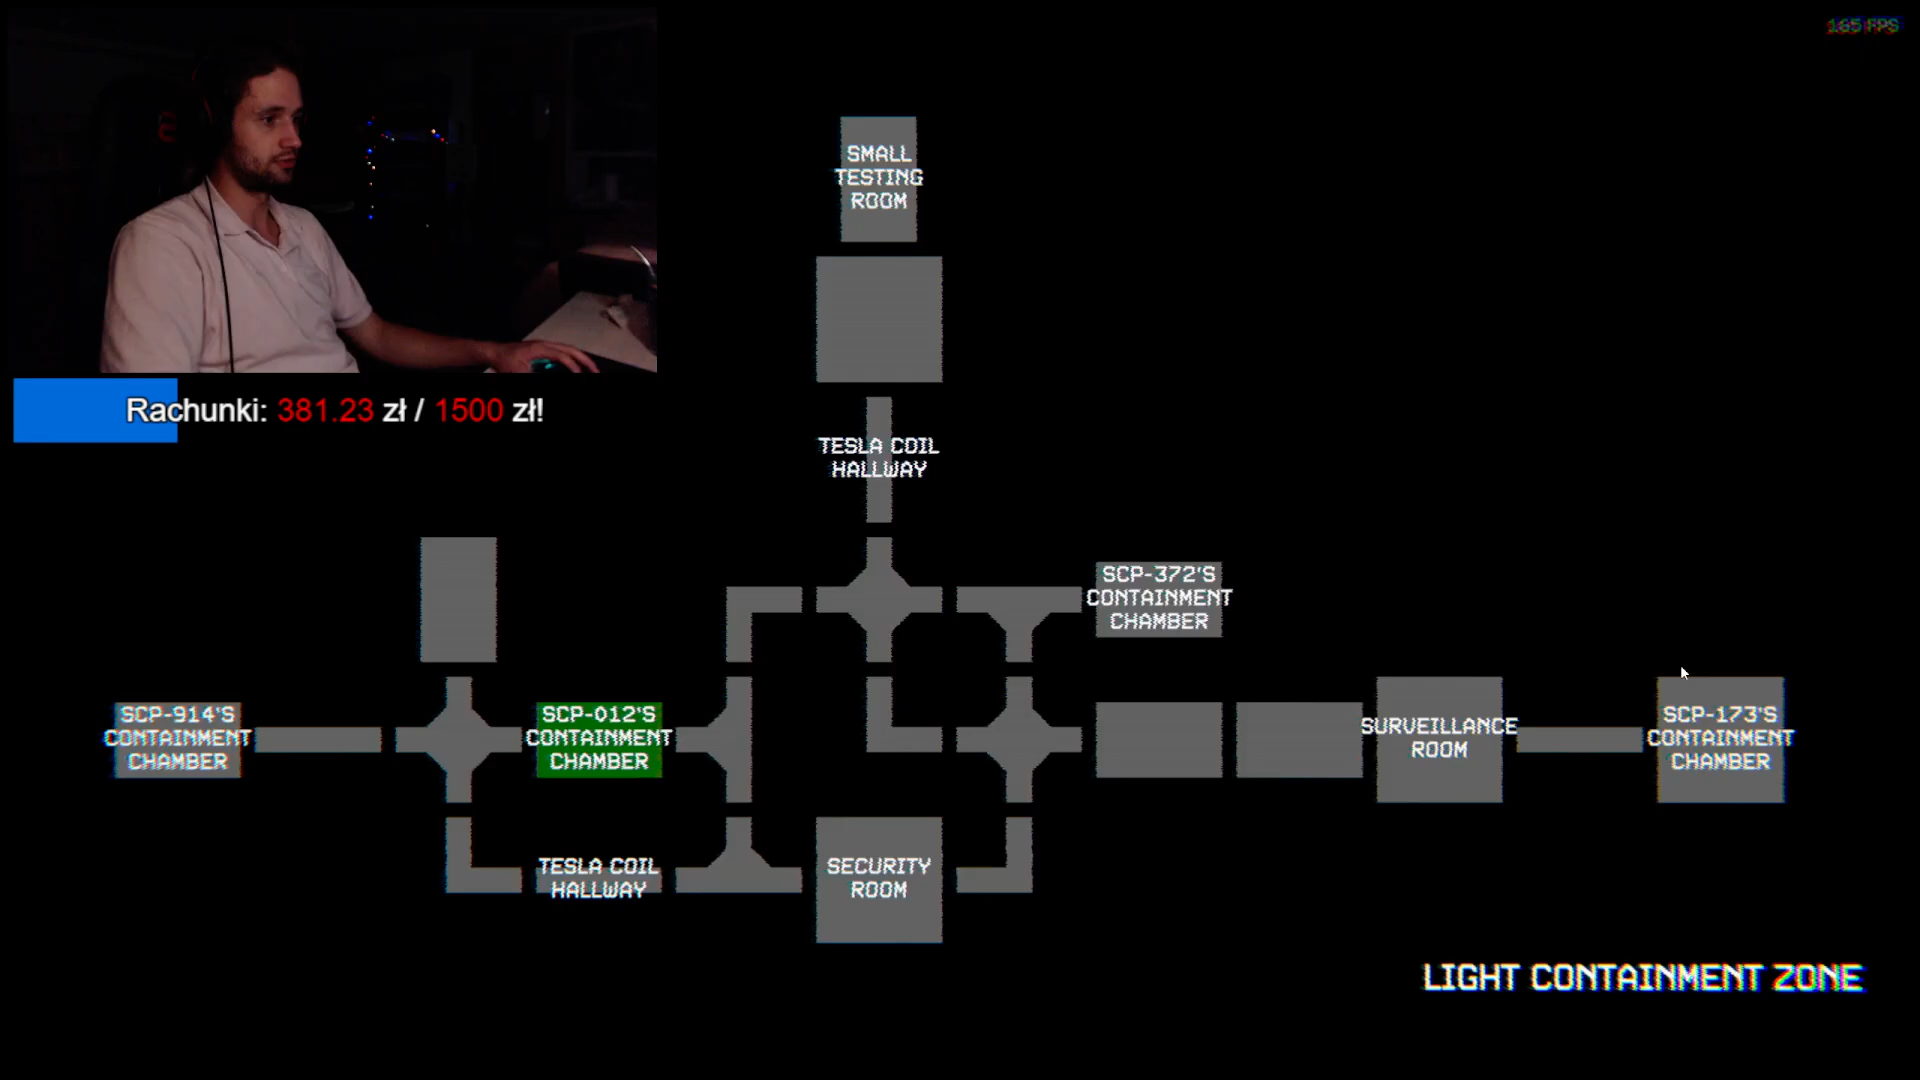 165 FPS
SMALL
TESTING
ROOM
Rachunki: 381.23 zł / 1500 zł!
TESLA COIL
HALLWAY
SCP-372'S
CONTAINMENT
CHAMBER
SCP-914'S
CONTAINMENT
CHAMBER
SCP-012'S
CONTAINMENT
CHAMBER
SURVEILLANCE
ROOM
SCP-173'S
CONTAINMENT
CHAMBER
TESLA COIL
HALLWAY
SECURITY
ROOM
LIGHT CONTAINMENT ZONE